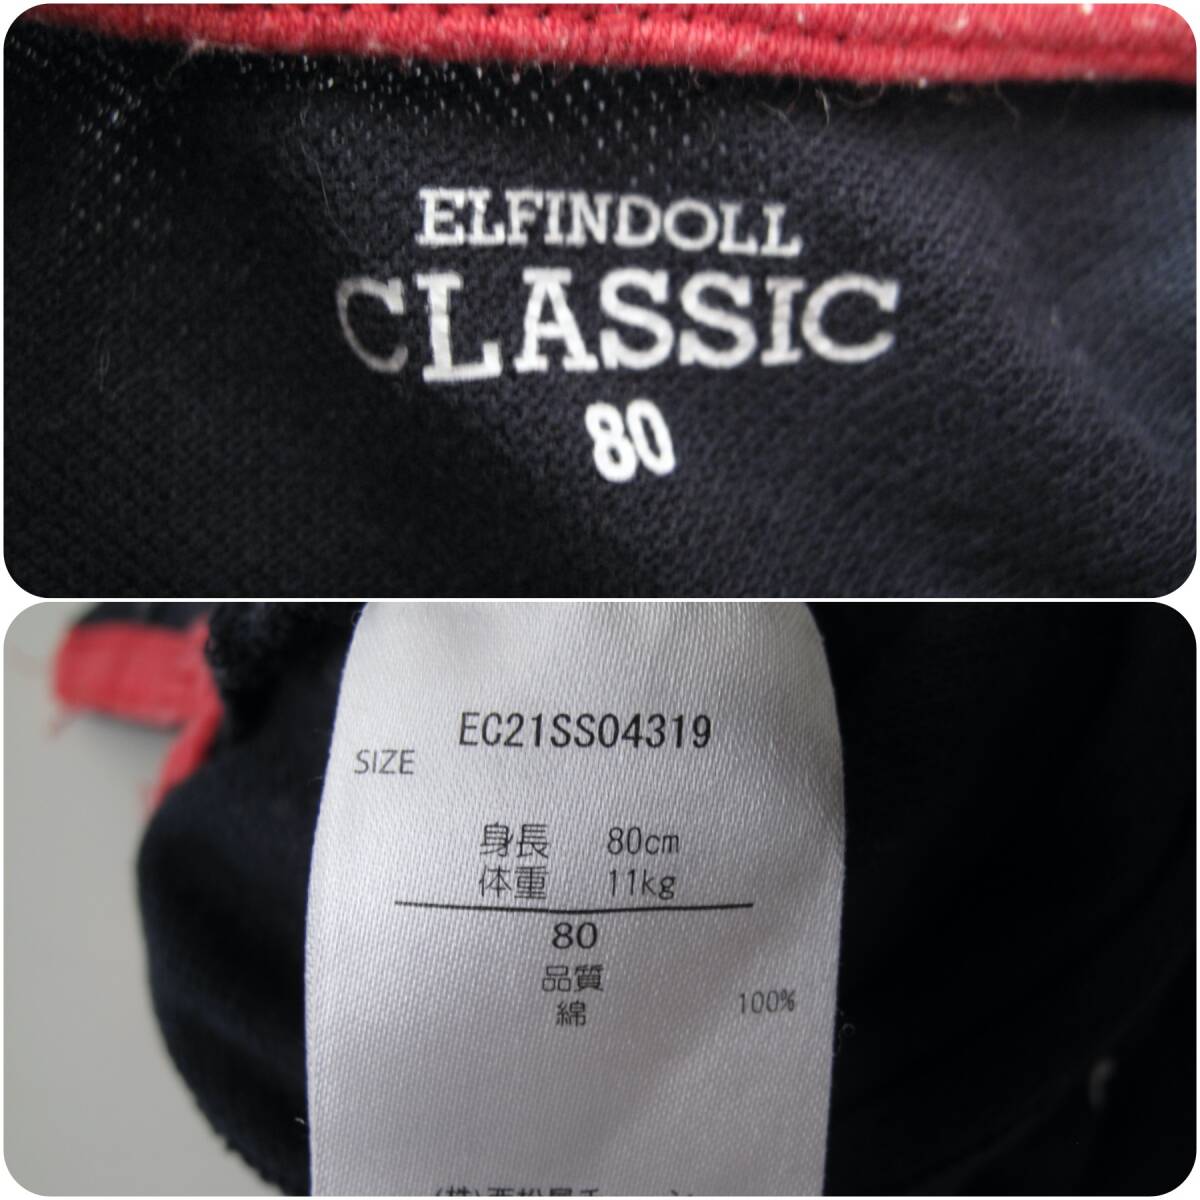 ELFINDOLL
CLASSIC
80
EC21SS04319
SIZE
身長 80cm
体重 11kg
80
品質
綿 100%